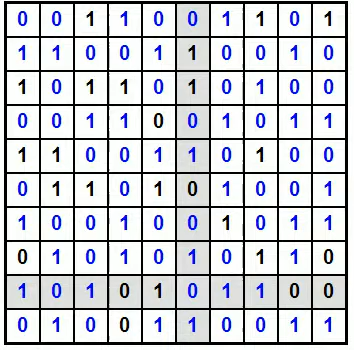 0 0 1 1 0 0 1 1 0 1
1 1 0 0 1 1 0 0 1 0
1 0 1 1 0 1 0 1 0 0
0 0 1 1 0 0 1 0 1 1
1 1 0 0 1 1 0 1 0 0
0 1 1 0 1 0 1 0 0 1
1 0 0 1 0 0 1 0 1 1
0 1 0 1 0 1 0 1 1 0
1 0 1 0 1 0 1 1 0 0
0 1 0 0 1 1 0 0 1 1